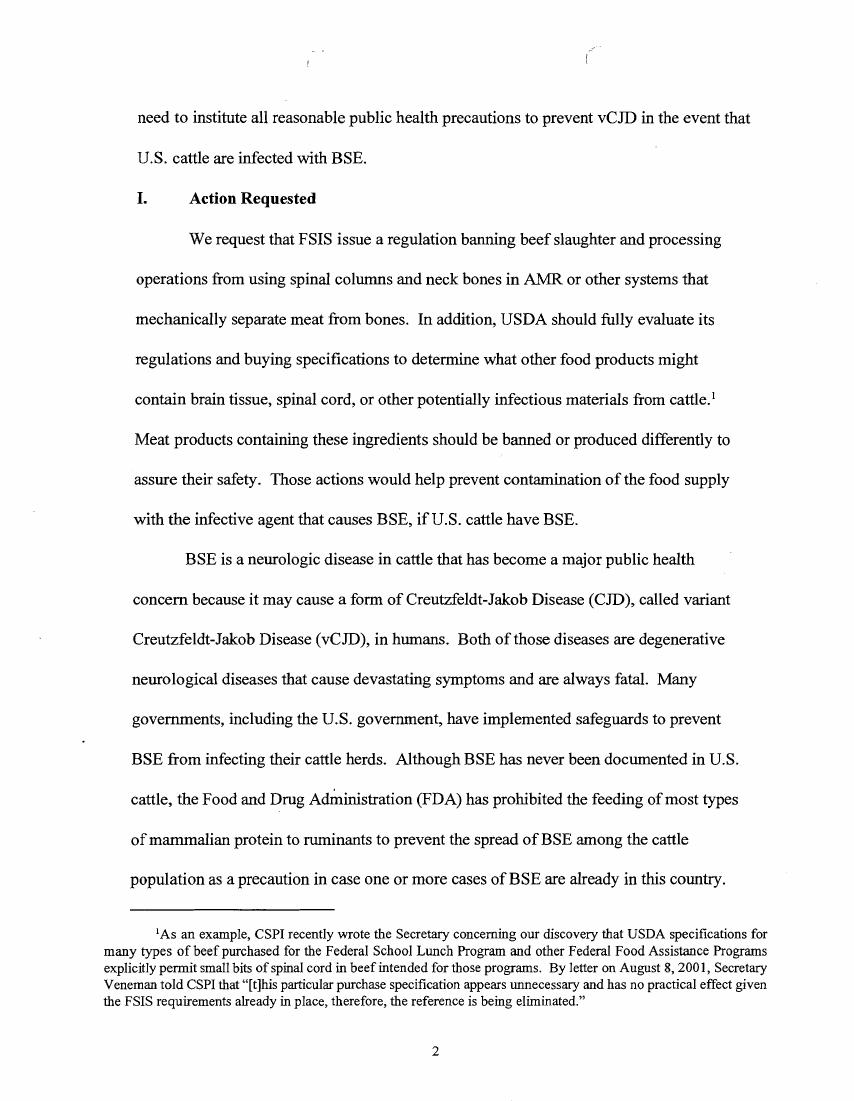 need to institute all reasonable public health precautions to prevent vCJD in the event that
U.S. cattle are infected with BSE.
I. Action Requested
We request that FSIS issue a regulation banning beef slaughter and processing
operations from using spinal columns and neck bones in AMR or other systems that
mechanically separate meat from bones. In addition, USDA should fully evaluate its
regulations and buying specifications to determine what other food products might
contain brain tissue, spinal cord, or other potentially infectious materials from cattle.¹
Meat products containing these ingredients should be banned or produced differently to
assure their safety. Those actions would help prevent contamination of the food supply
with the infective agent that causes BSE, if U.S. cattle have BSE.
BSE is a neurologic disease in cattle that has become a major public health
concern because it may cause a form of Creutzfeldt-Jakob Disease (CJD), called variant
Creutzfeldt-Jakob Disease (vCJD), in humans. Both of those diseases are degenerative
neurological diseases that cause devastating symptoms and are always fatal. Many
governments, including the U.S. government, have implemented safeguards to prevent
BSE from infecting their cattle herds. Although BSE has never been documented in U.S.
cattle, the Food and Drug Administration (FDA) has prohibited the feeding of most types
of mammalian protein to ruminants to prevent the spread of BSE among the cattle
population as a precaution in case one or more cases of BSE are already in this country.
¹As an example, CSPI recently wrote the Secretary concerning our discovery that USDA specifications for
many types of beef purchased for the Federal School Lunch Program and other Federal Food Assistance Programs
explicitly permit small bits of spinal cord in beef intended for those programs. By letter on August 8, 2001, Secretary
Veneman told CSPI that “[t]his particular purchase specification appears unnecessary and has no practical effect given
the FSIS requirements already in place, therefore, the reference is being eliminated.”
2